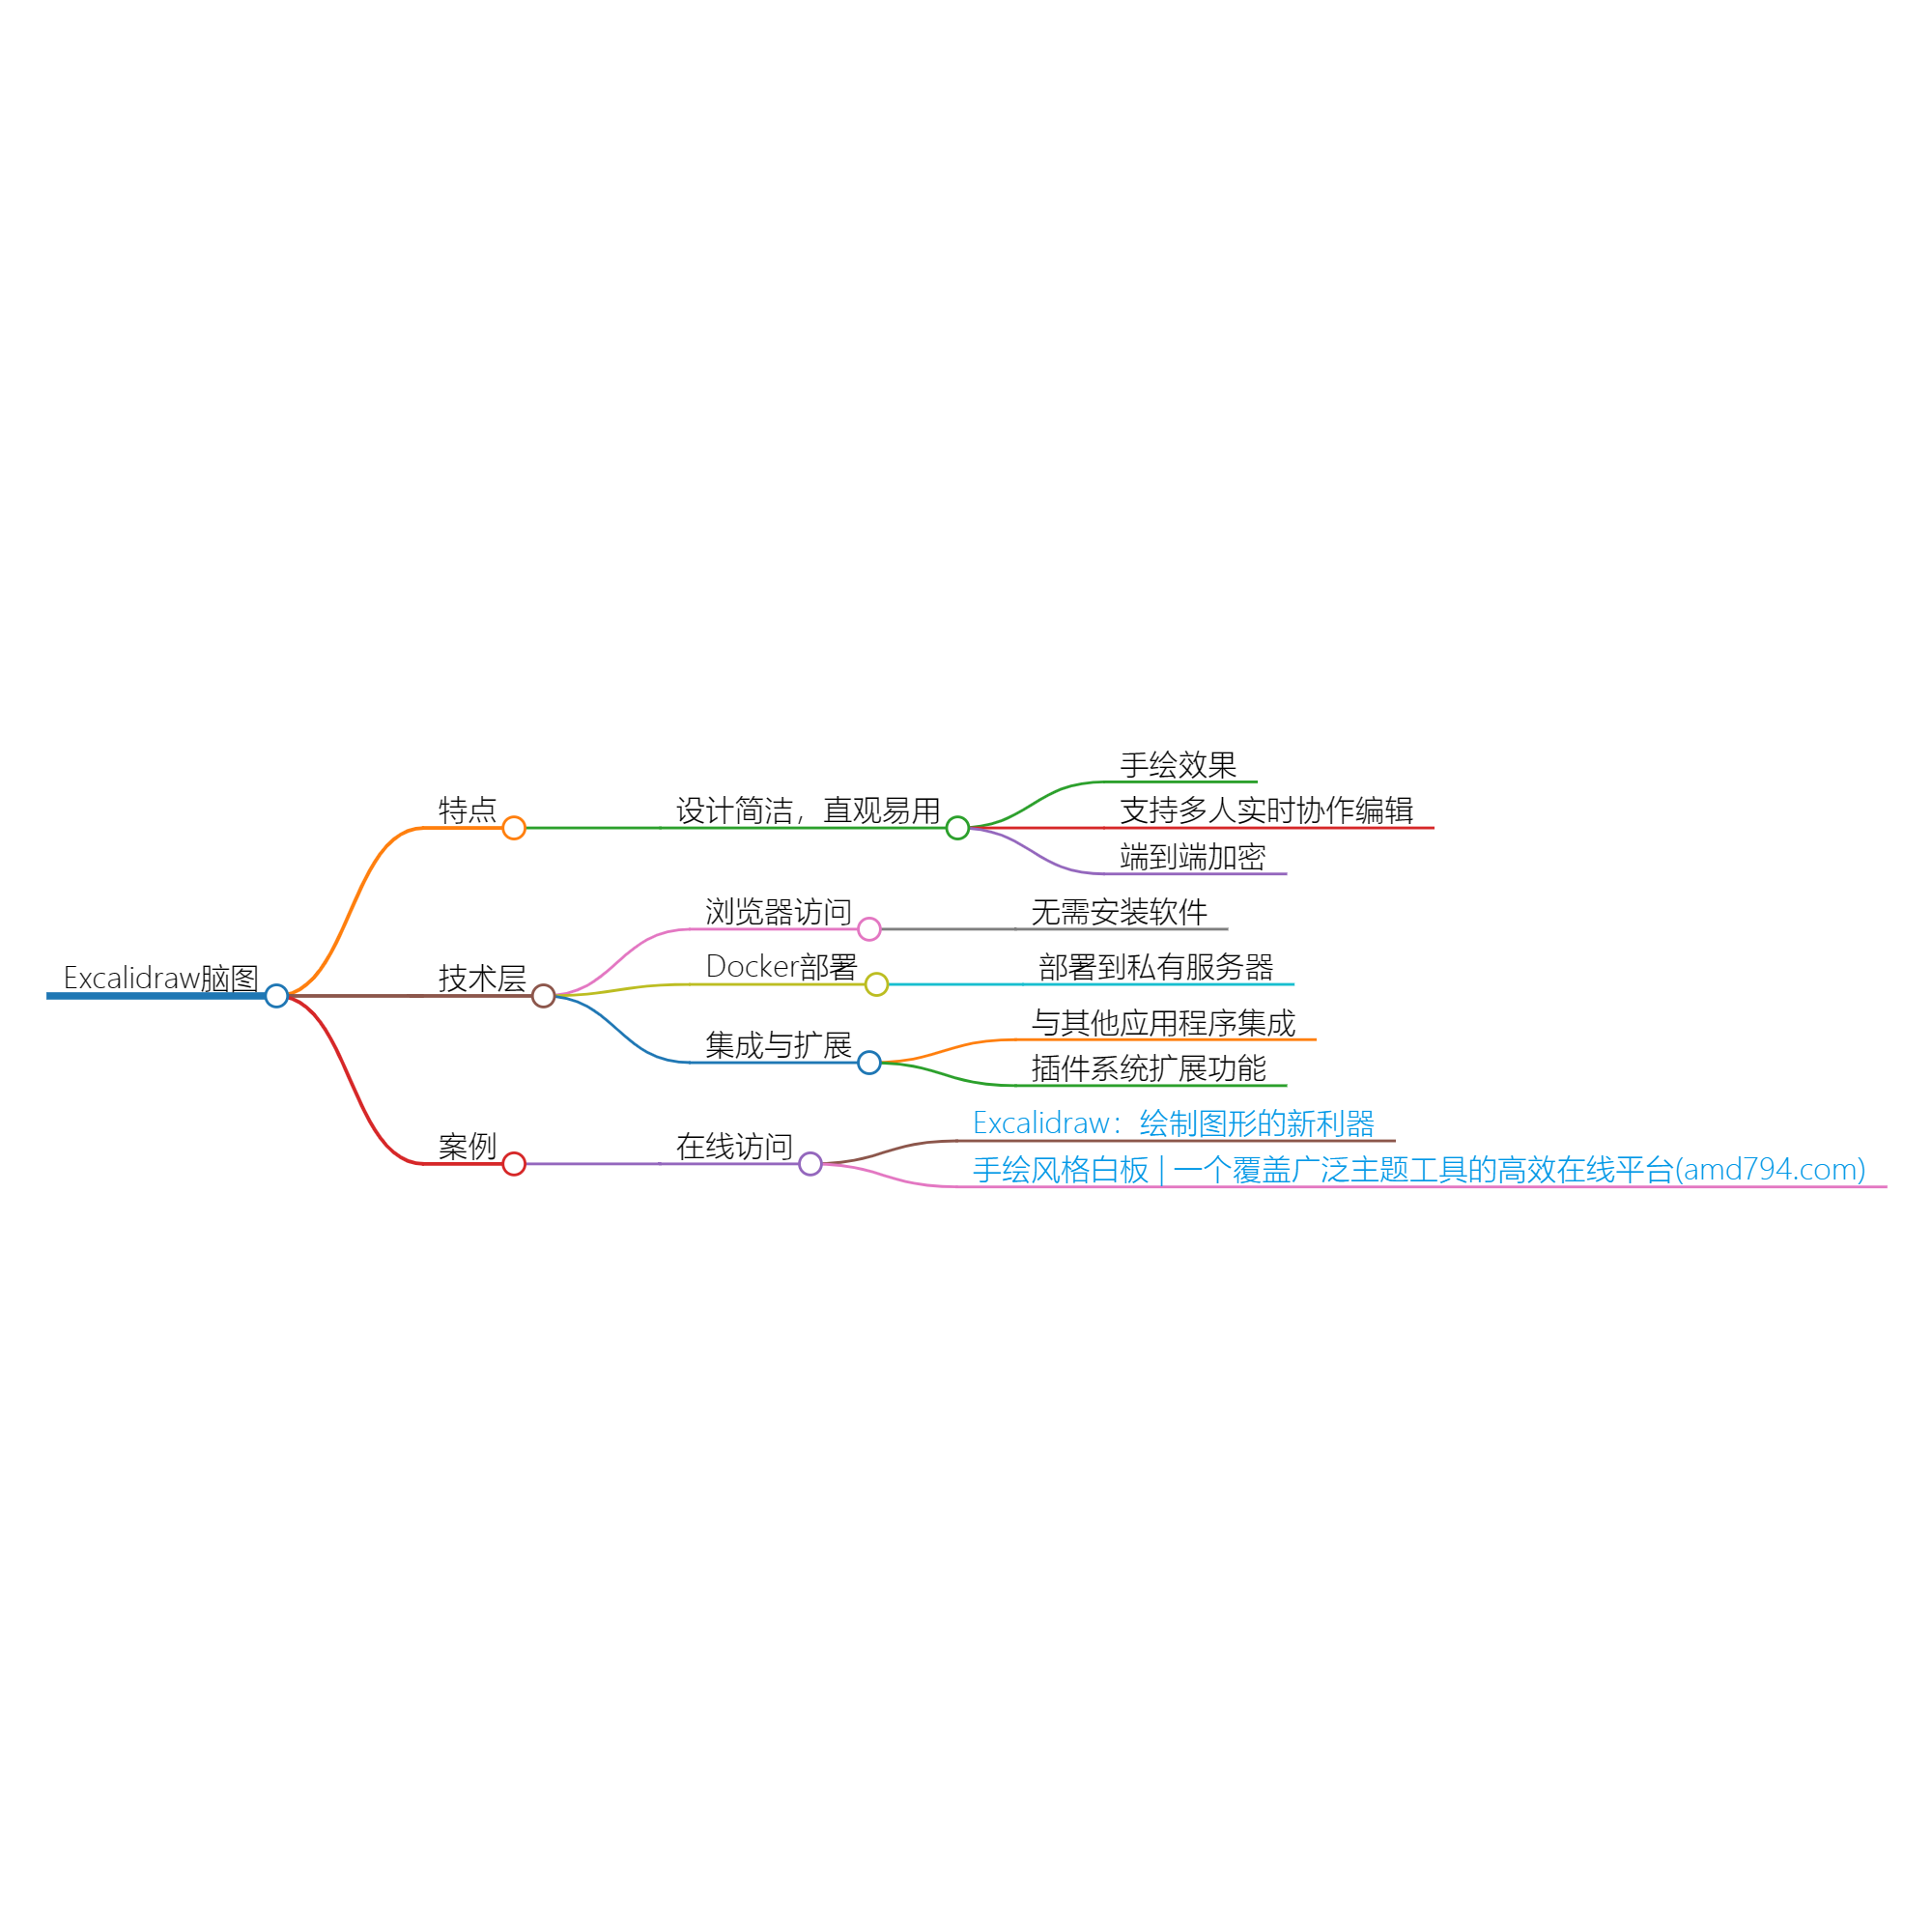 Excalidraw脑图
特点
设计简洁，直观易用
手绘效果
支持多人实时协作编辑
端到端加密
技术层
浏览器访问
无需安装软件
Docker部署
部署到私有服务器
集成与扩展
与其他应用程序集成
插件系统扩展功能
案例
在线访问
Excalidraw：绘制图形的新利器
手绘风格白板 | 一个覆盖广泛主题工具的高效在线平台(amd794.com)